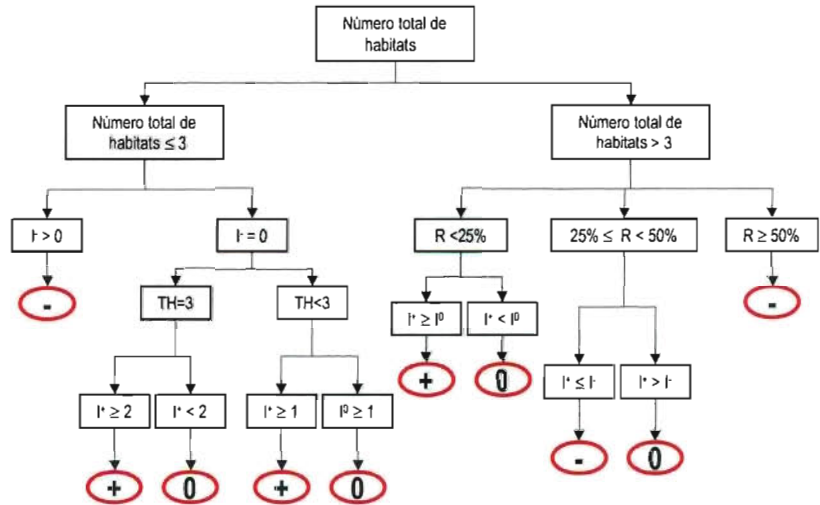 Número total de
habitats
Número total de
habitats ≤ 3
Número total de
habitats > 3
I⁻ > 0
I⁻ = 0
R <25%
25% ≤ R < 50%
R ≥ 50%
-
TH=3
TH<3
I⁺ ≥ I⁰
I⁺ < I⁰
-
+
0
I⁺ ≤ I⁻
I⁺ > I⁻
I⁺ ≥ 2
I⁺ < 2
I⁺ ≥ 1
I⁰ ≥ 1
-
0
+
0
+
0